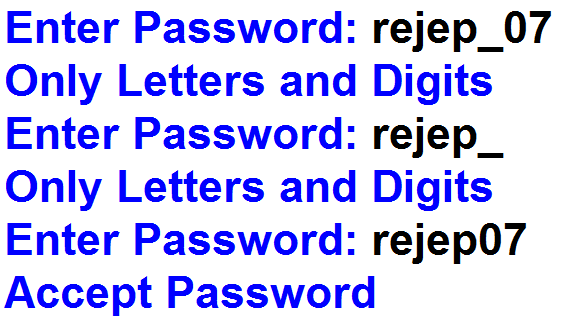 Enter Password: rejep_07
Only Letters and Digits
Enter Password: rejep_
Only Letters and Digits
Enter Password: rejep07
Accept Password